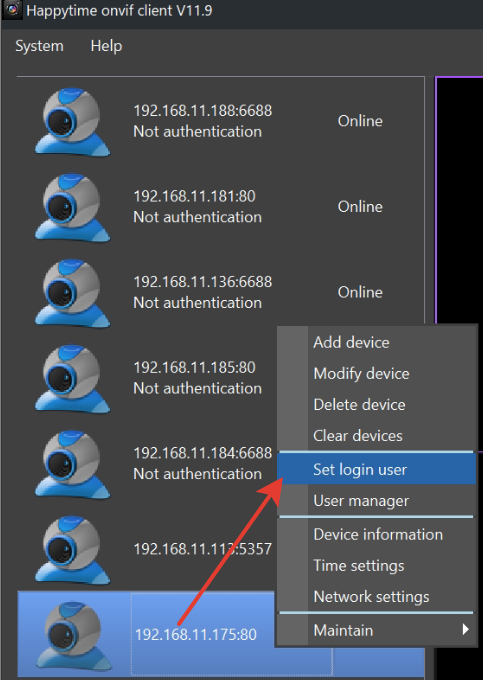 Happytime onvif client V11.9
System Help
192.168.11.188:6688
Not authentication
Online
192.168.11.181:80
Not authentication
Online
192.168.11.136:6688
Not authentication
Online
192.168.11.185:80
Not authentication
192.168.11.184:6688
Not authentication
192.168.11.113:5357
192.168.11.175:80
Add device
Modify device
Delete device
Clear devices
Set login user
User manager
Device information
Time settings
Network settings
Maintain